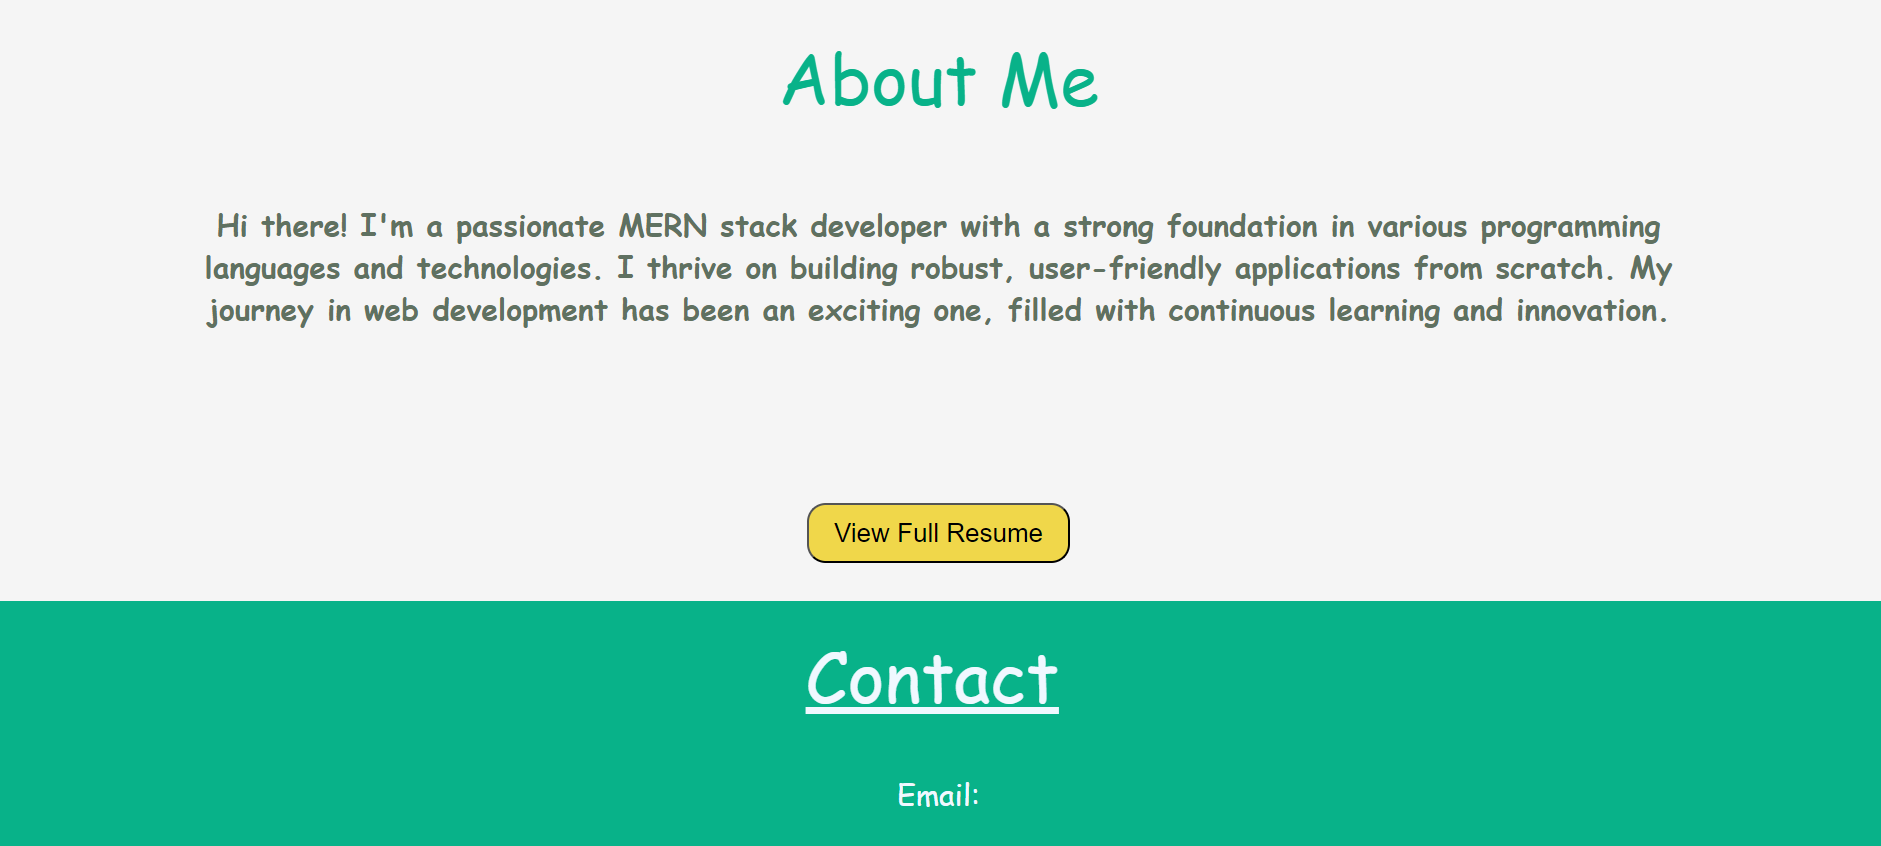 About Me
Hi there! I'm a passionate MERN stack developer with a strong foundation in various programming
languages and technologies. I thrive on building robust, user-friendly applications from scratch. My
journey in web development has been an exciting one, filled with continuous learning and innovation.
View Full Resume
Contact
Email: